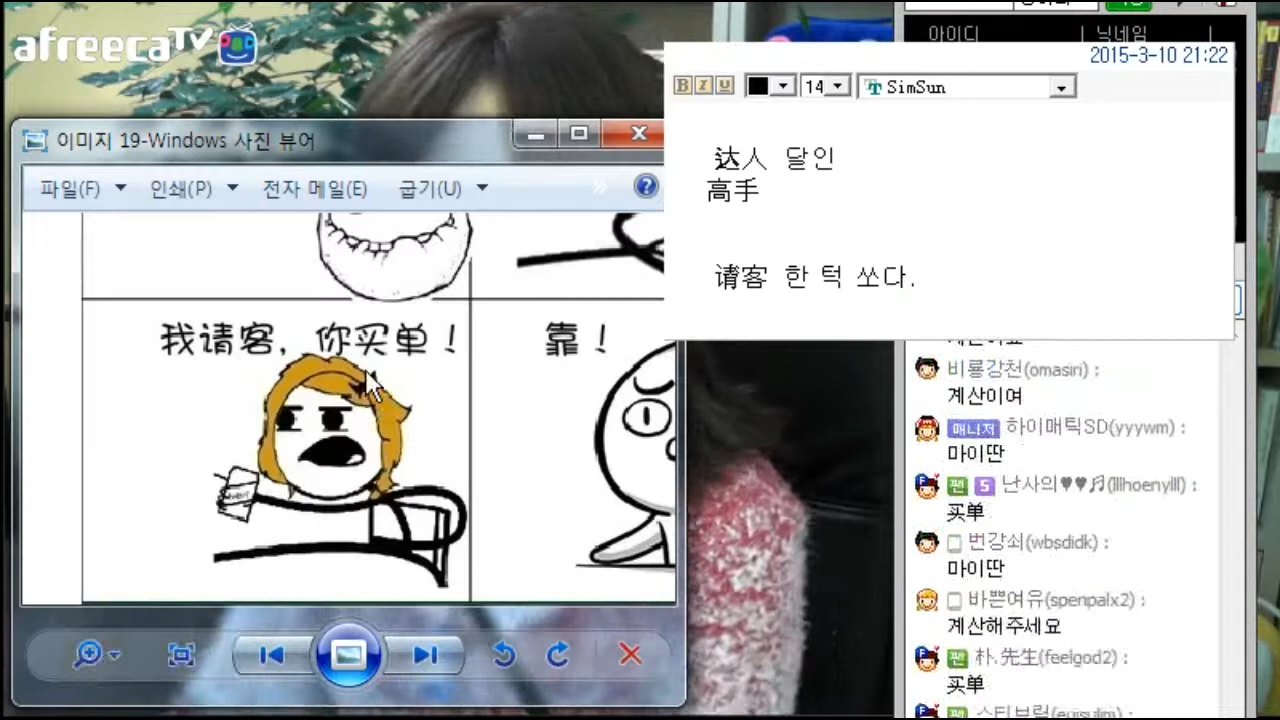 afreecaTV
아이디 | 닉네임 |
2015-3-10 21:22
B I U 14 SimSun
达人 달인
高手
请客 한 턱 쏘다.
이미지 19-Windows 사진 뷰어
파일(F) 인쇄(P) 전자 메일(E) 굽기(U) »
我请客，你买单！
靠！
비룡강천(omasiri) :
계산이여
매니저 하이매틱SD(yyywm) :
마이딴
팬 5 난사의♥♥♬(lllhoenylll) :
买单
번강쇠(wbsdidk) :
마이딴
바쁜여유(spenpalx2) :
계산해주세요
팬 朴.先生(feelgod2) :
买单